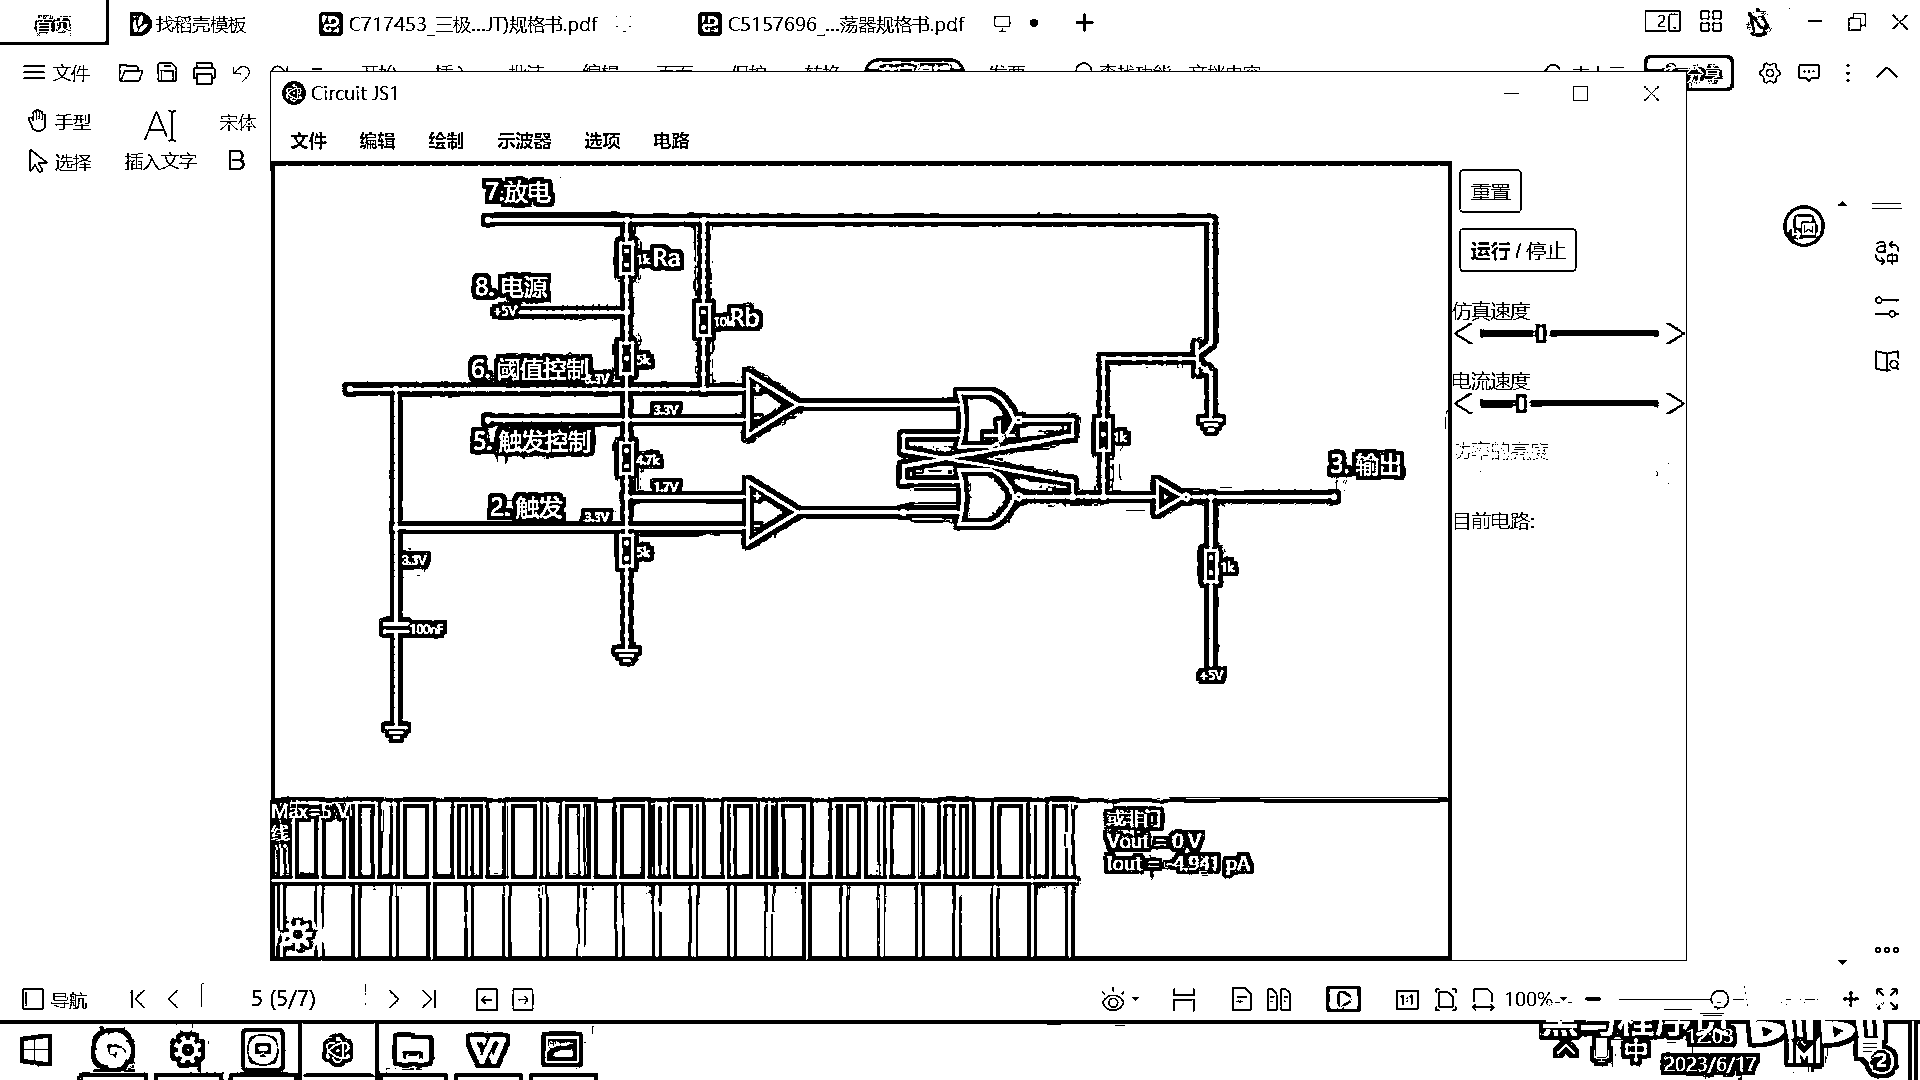 首页
找稻壳模板
C717453_三极...JT)规格书.pdf
C5157696_...荡器规格书.pdf
文件
手型
选择
插入文字
宋体
B
Circuit JS1
文件
编辑
绘制
示波器
选项
电路
7.放电
1k Ra
8. 电源
+5V
10k Rb
5k
6. 阈值控制
3.3V
3.3V
5. 触发控制
4.7k
1.7V
2. 触发
3.3V
5k
3.3V
100nF
1k
3. 输出
1k
+5V
重置
运行 / 停止
仿真速度
电流速度
功率的亮度
目前电路:
Max=5 V
线
或非门
Vout = 0 V
Iout = -4.941 pA
导航
5 (5/7)
1:1
100%
中
12:03
2023/6/17
2